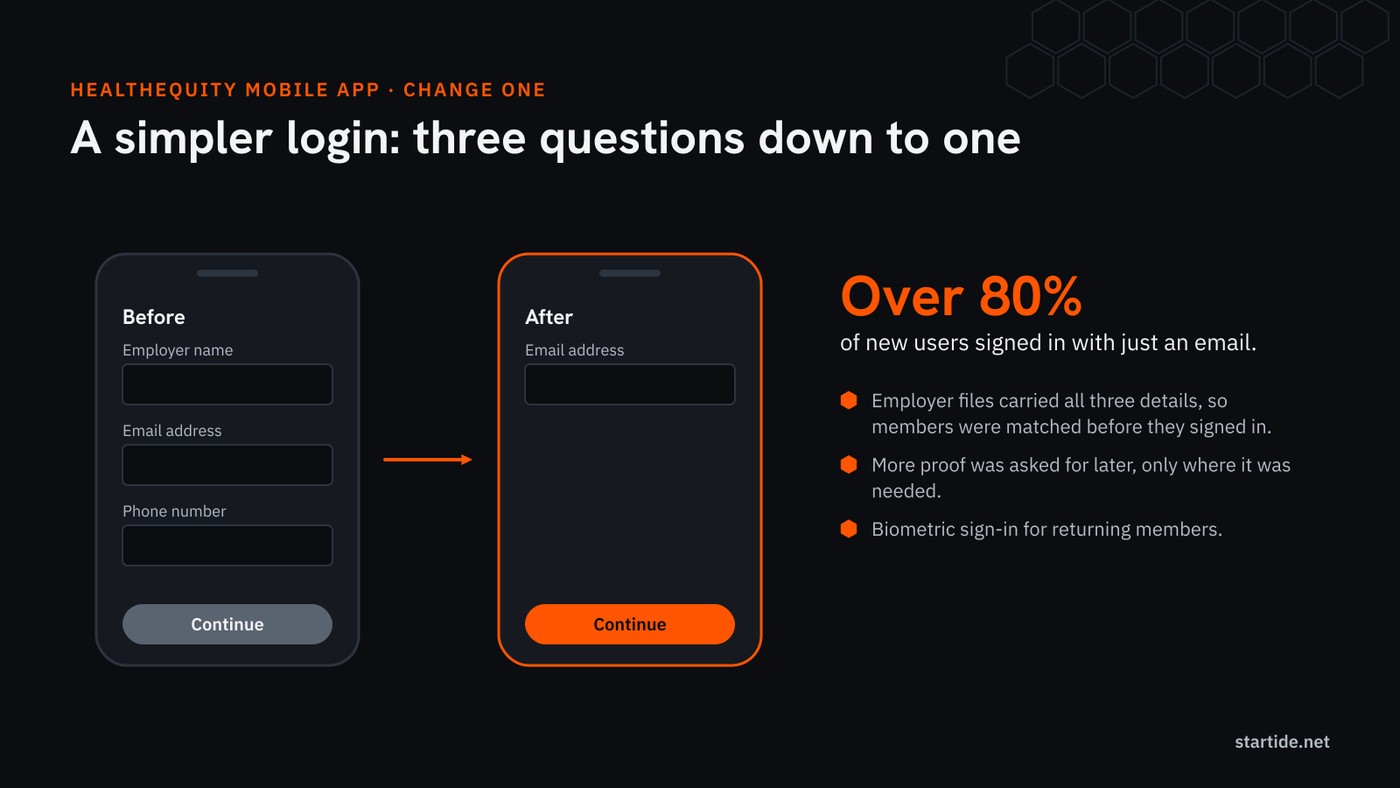 HEALTHEQUITY MOBILE APP · CHANGE ONE
A simpler login: three questions down to one
Before
Employer name
Email address
Phone number
Continue
After
Email address
Continue
Over 80%
of new users signed in with just an email.
Employer files carried all three details, so
members were matched before they signed in.
More proof was asked for later, only where it was
needed.
Biometric sign-in for returning members.
startide.net